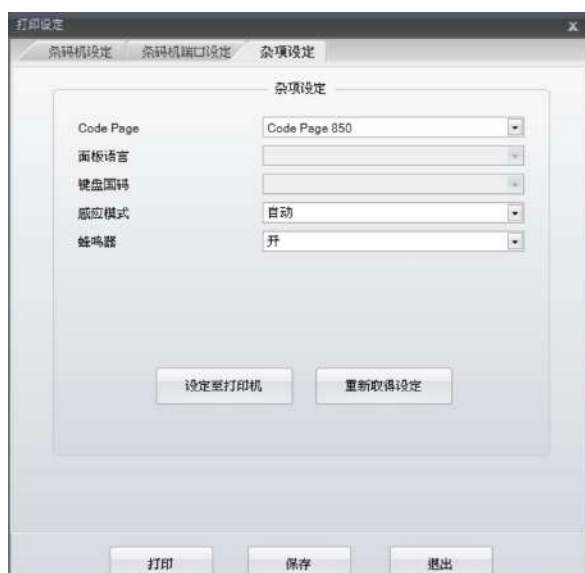 打印设定 x
条码机设定 条码机端口设定 杂项设定
杂项设定
Code Page Code Page 850
面板语言
键盘国码
感应模式 自动
蜂鸣器 开
设定至打印机 重新取得设定
打印 保存 退出